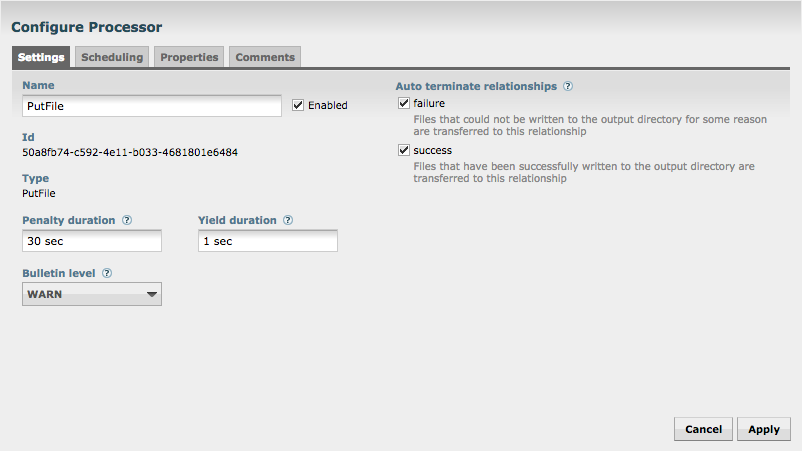 Configure Processor
Settings
Scheduling
Properties
Comments
Name
PutFile
Enabled
Id
50a8fb74-c592-4e11-b033-4681801e6484
Type
PutFile
Penalty duration ?
Yield duration ?
30 sec
1 sec
Bulletin level ?
WARN
Auto terminate relationships ?
failure
Files that could not be written to the output directory for some reason
are transferred to this relationship
success
Files that have been successfully written to the output directory are
transferred to this relationship
Cancel
Apply